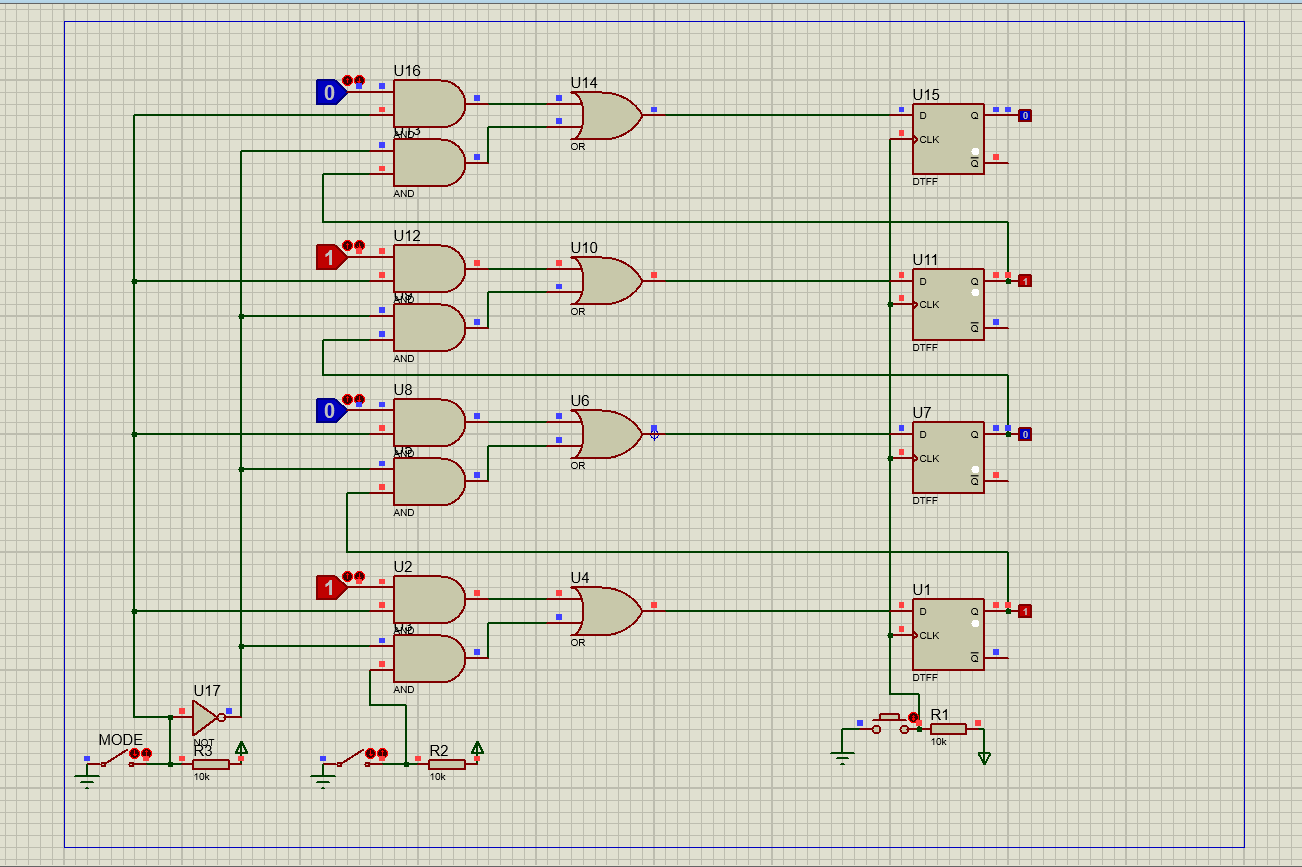 U16
U14
U15
0
D
Q
0
CLK
OR
U13
AND
Q
AND
DTFF
U12
U10
U11
1
D
Q
1
CLK
OR
U9
AND
Q
AND
DTFF
U8
U6
U7
0
D
Q
0
CLK
OR
U5
AND
Q
AND
DTFF
U2
U4
U1
1
D
Q
1
CLK
OR
U3
AND
Q
AND
DTFF
U17
NOT
MODE
R3
10k
R2
10k
R1
10k